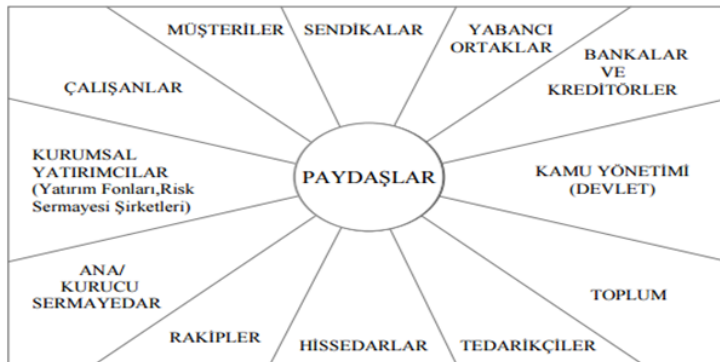 MÜŞTERİLER
SENDİKALAR
YABANCI
ORTAKLAR
BANKALAR
VE
KREDİTÖRLER
ÇALIŞANLAR
KURUMSAL
YATIRIMCILAR
(Yatırım Fonları,Risk
Sermayesi Şirketleri)
PAYDAŞLAR
KAMU YÖNETİMİ
(DEVLET)
ANA/
KURUCU
SERMAYEDAR
TOPLUM
RAKİPLER
HİSSEDARLAR
TEDARİKÇİLER